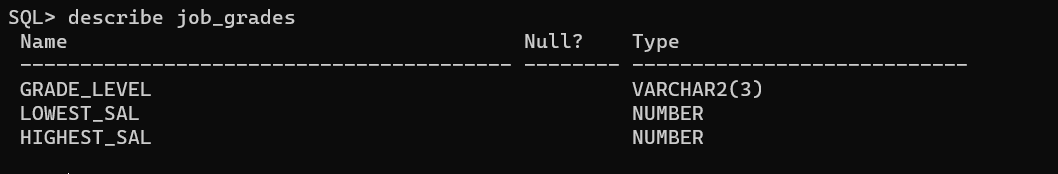 SQL> describe job_grades
Name Null? Type
----------------------------------------- -------- ----------------------------
GRADE_LEVEL VARCHAR2(3)
LOWEST_SAL NUMBER
HIGHEST_SAL NUMBER